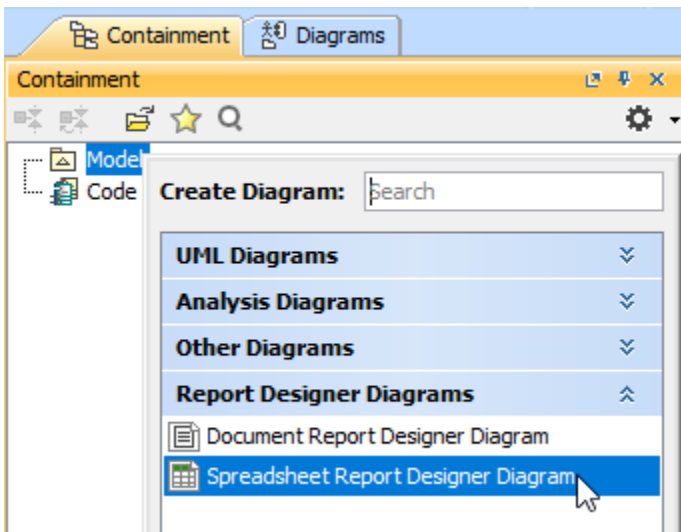 Containment Diagrams
Containment
Model
Code
Create Diagram: Search
UML Diagrams
Analysis Diagrams
Other Diagrams
Report Designer Diagrams
Document Report Designer Diagram
Spreadsheet Report Designer Diagram